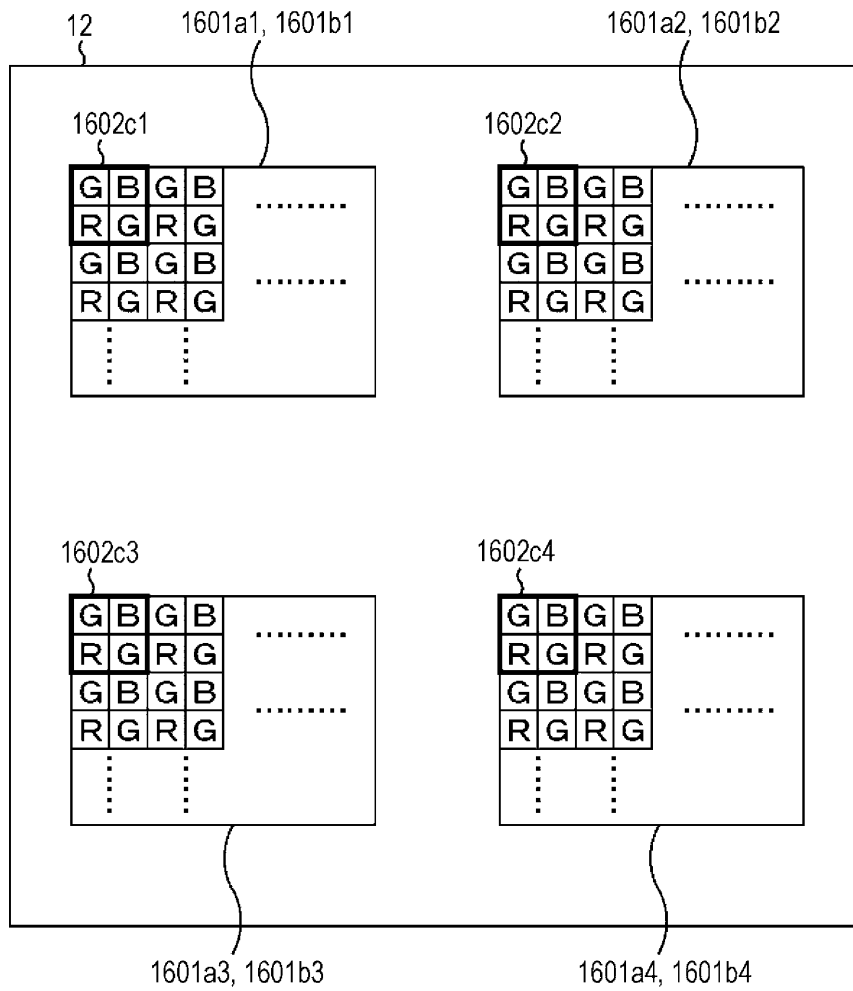 12
1601a1, 1601b1
1601a2, 1601b2
1602c1
1602c2
G B G B
R G R G
G B G B
R G R G
G B G B
R G R G
G B G B
R G R G
1602c3
1602c4
G B G B
R G R G
G B G B
R G R G
G B G B
R G R G
G B G B
R G R G
1601a3, 1601b3
1601a4, 1601b4